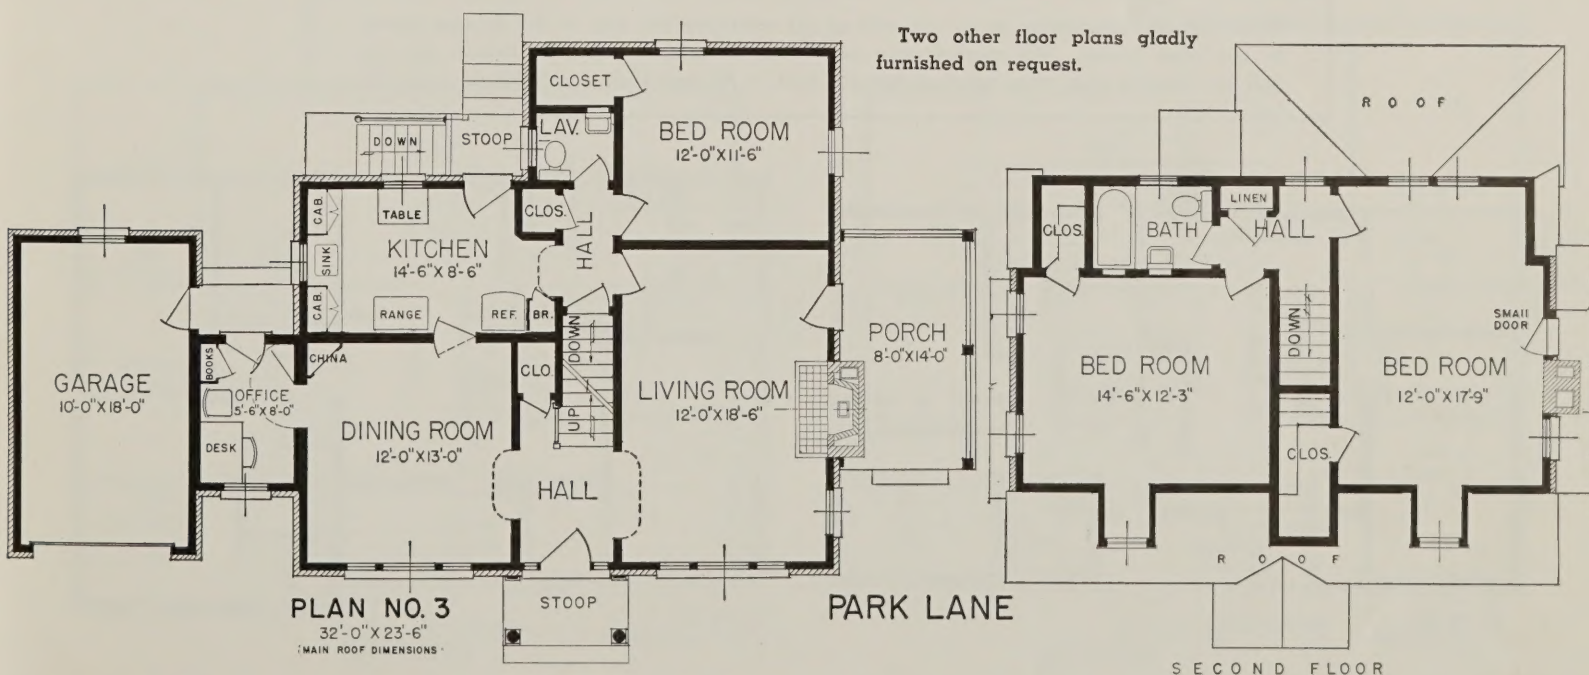 Two other floor plans gladly
furnished on request.
CLOSET
LAV.
BED ROOM
12'-0"X11'-6"
DOWN
STOOP
CAB.
TABLE
CLOS.
SINK
KITCHEN
14'-6"X 8'-6"
HALL
CAB.
RANGE
REF.
BR.
GARAGE
10'-0"X18'-0"
BOOKS
OFFICE
5'-6"X 8'-0"
DESK
CHINA
DINING ROOM
12'-0"X13'-0"
CLO.
DOWN
UP
HALL
LIVING ROOM
12'-0"X18'-6"
PORCH
8'-0"X14'-0"
STOOP
PLAN NO. 3
32'-0"X 23'-6"
MAIN ROOF DIMENSIONS
PARK LANE
ROOF
CLOS.
BATH
LINEN
HALL
DOWN
SMALL
DOOR
BED ROOM
14'-6"X12'-3"
BED ROOM
12'-0"X17'-9"
CLOS.
ROOF
SECOND FLOOR